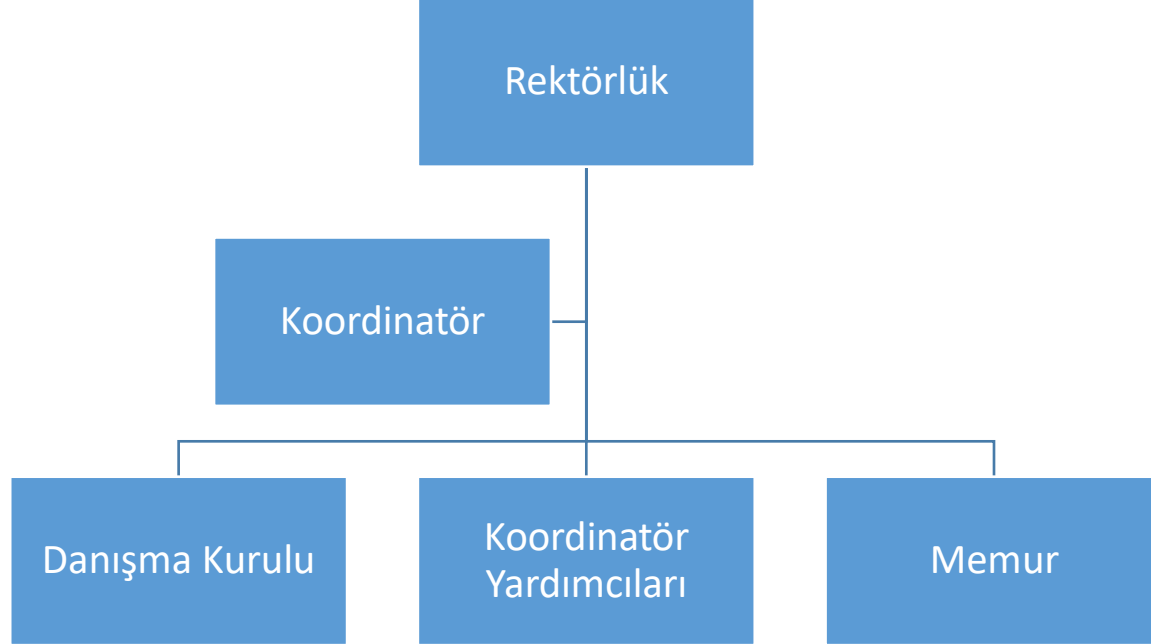 Rektörlük
Koordinatör
Danışma Kurulu
Koordinatör
Yardımcıları
Memur